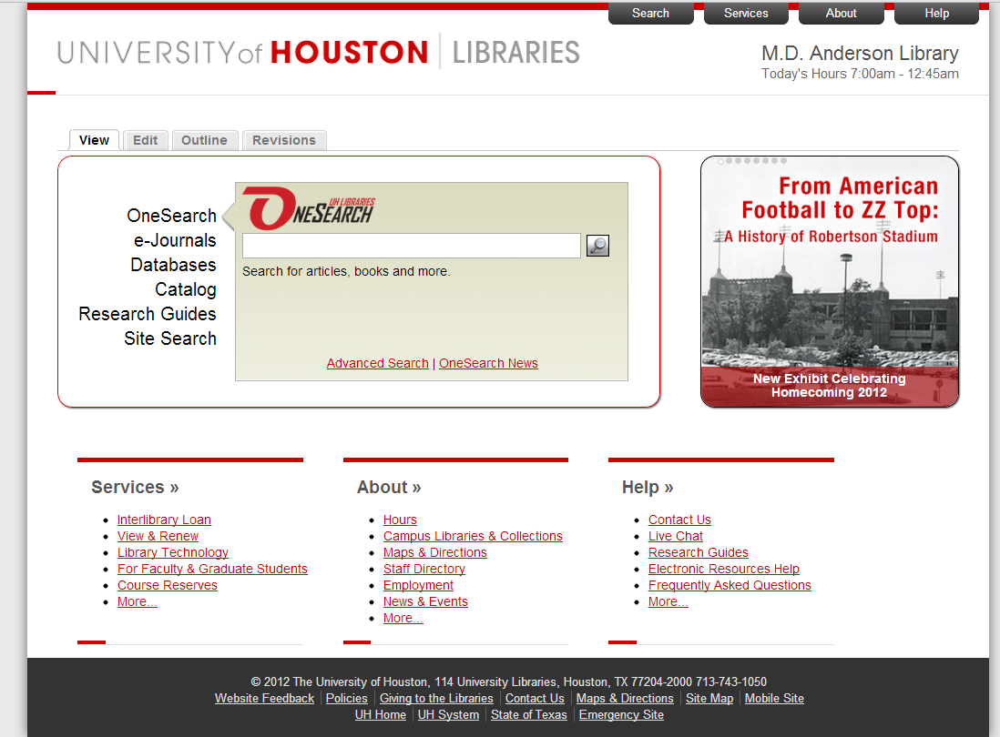 Search Services About Help
UNIVERSITY of HOUSTON | LIBRARIES
M.D. Anderson Library
Today's Hours 7:00am - 12:45am
View Edit Outline Revisions
OneSearch
e-Journals
Databases
Catalog
Research Guides
Site Search
UH LIBRARIES
ONESEARCH
Search for articles, books and more.
Advanced Search | OneSearch News
From American
Football to ZZ Top:
A History of Robertson Stadium
New Exhibit Celebrating
Homecoming 2012
Services »
Interlibrary Loan
View & Renew
Library Technology
For Faculty & Graduate Students
Course Reserves
More...
About »
Hours
Campus Libraries & Collections
Maps & Directions
Staff Directory
Employment
News & Events
More...
Help »
Contact Us
Live Chat
Research Guides
Electronic Resources Help
Frequently Asked Questions
More...
© 2012 The University of Houston, 114 University Libraries, Houston, TX 77204-2000 713-743-1050
Website Feedback | Policies | Giving to the Libraries | Contact Us | Maps & Directions | Site Map | Mobile Site
UH Home | UH System | State of Texas | Emergency Site